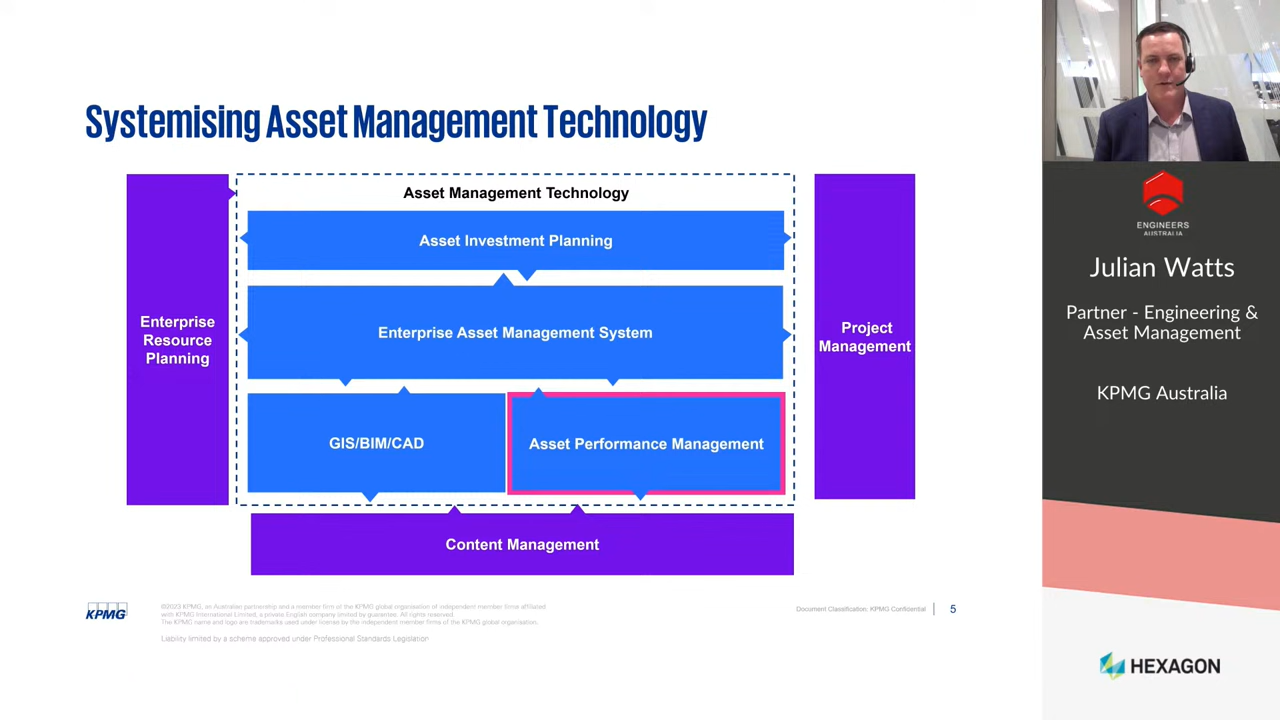 Systemising Asset Management Technology
Asset Management Technology
Asset Investment Planning
Enterprise Asset Management System
Enterprise
Resource
Planning
Project
Management
GIS/BIM/CAD
Asset Performance Management
Content Management
KPMG
©2023 KPMG, an Australian partnership and a member firm of the KPMG global organisation of independent member firms affiliated
with KPMG International Limited, a private English company limited by guarantee. All rights reserved.
The KPMG name and logo are trademarks used under license by the independent member firms of the KPMG global organisation.
Liability limited by a scheme approved under Professional Standards Legislation
Document Classification: KPMG Confidential
5
ENGINEERS
AUSTRALIA
Julian Watts
Partner - Engineering &
Asset Management
KPMG Australia
HEXAGON